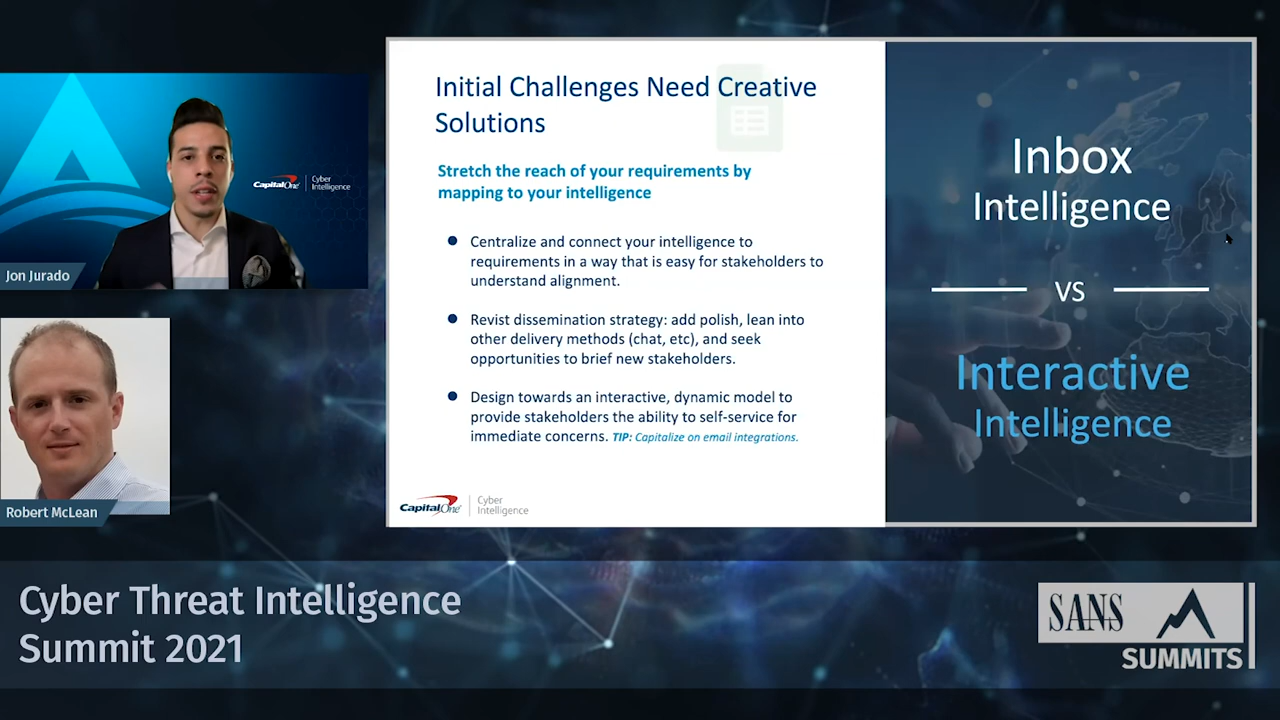 Capital One
Cyber
Intelligence
Jon Jurado
Robert McLean
Initial Challenges Need Creative
Solutions
Stretch the reach of your requirements by
mapping to your intelligence
Centralize and connect your intelligence to
requirements in a way that is easy for stakeholders to
understand alignment.
Revist dissemination strategy: add polish, lean into
other delivery methods (chat, etc), and seek
opportunities to brief new stakeholders.
Design towards an interactive, dynamic model to
provide stakeholders the ability to self-service for
immediate concerns. TIP: Capitalize on email integrations.
Capital One
Cyber
Intelligence
Inbox
Intelligence
VS
Interactive
Intelligence
Cyber Threat Intelligence
Summit 2021
SANS
SUMMITS